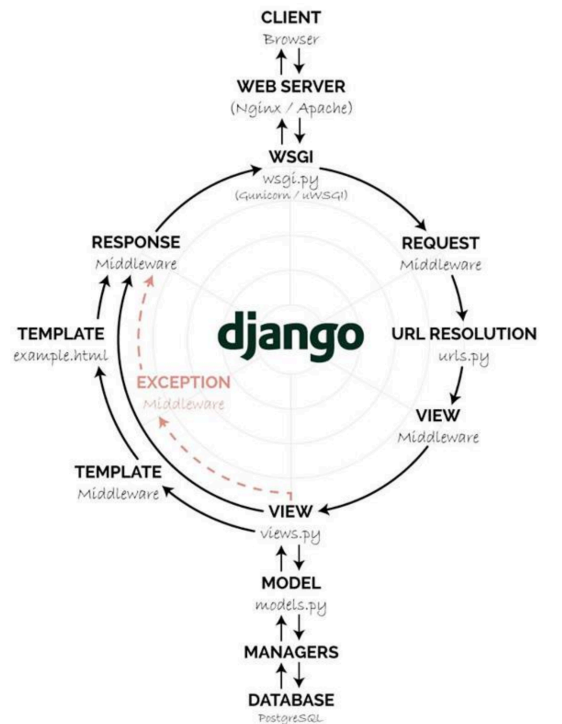 CLIENT
Browser
WEB SERVER
(Nginx / Apache)
WSGI
wsgi.py
(Gunicorn / uWSGI)
RESPONSE
Middleware
REQUEST
Middleware
django
TEMPLATE
example.html
URL RESOLUTION
urls.py
EXCEPTION
Middleware
VIEW
Middleware
TEMPLATE
Middleware
VIEW
views.py
MODEL
models.py
MANAGERS
DATABASE
PostgreSQL